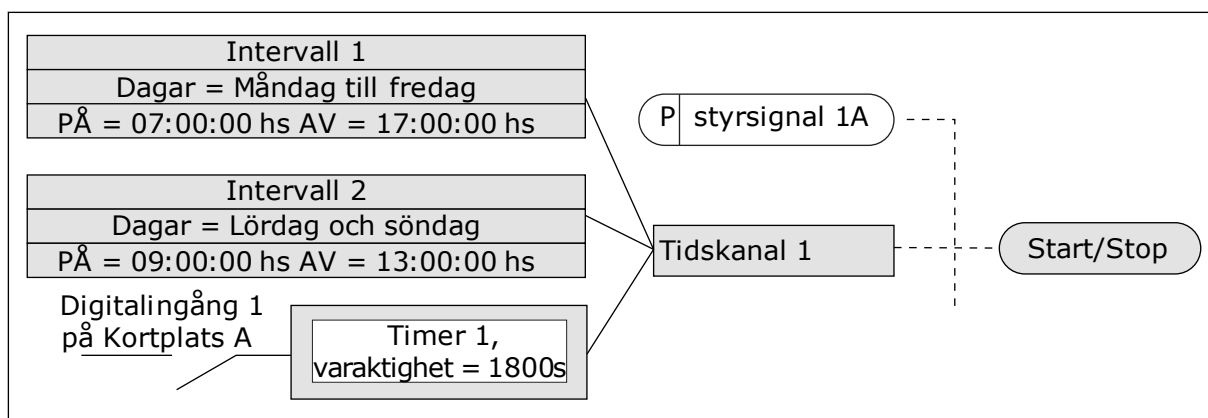 Intervall 1
Dagar = Måndag till fredag
PÅ = 07:00:00 hs AV = 17:00:00 hs
P styrsignal 1A
Intervall 2
Dagar = Lördag och söndag
PÅ = 09:00:00 hs AV = 13:00:00 hs
Tidskanal 1
Start/Stop
Digitalingång 1
på Kortplats A
Timer 1,
varaktighet = 1800s